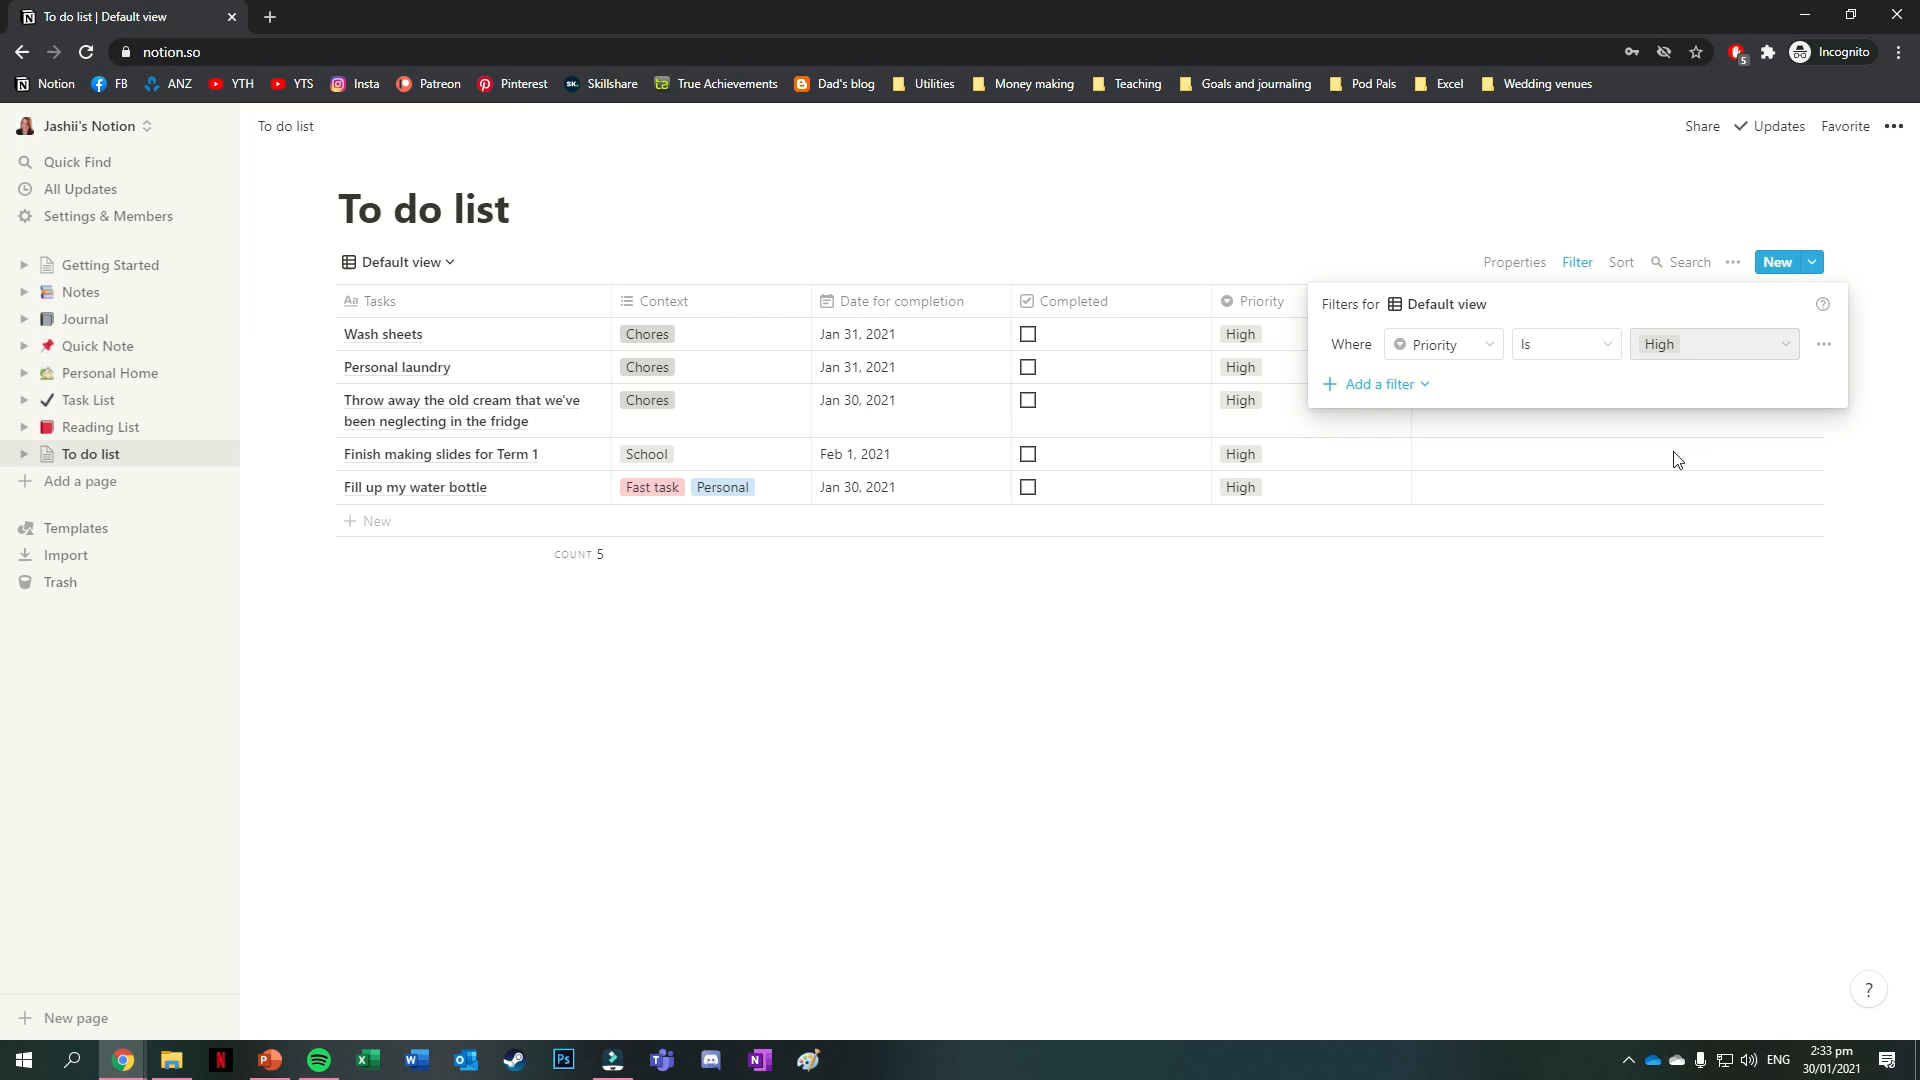 To do list | Default view
notion.so
5
Incognito
Notion FB ANZ YTH YTS Insta Patreon Pinterest Skillshare True Achievements Dad's blog Utilities Money making Teaching Goals and journaling Pod Pals Excel Wedding venues
Jashii's Notion
To do list
Share Updates Favorite
Quick Find
All Updates
Settings & Members
Getting Started
Notes
Journal
Quick Note
Personal Home
Task List
Reading List
To do list
Add a page
Templates
Import
Trash
New page
To do list
Default view
Properties Filter Sort Search New
Aa Tasks Context Date for completion Completed Priority
Wash sheets Chores Jan 31, 2021 High
Personal laundry Chores Jan 31, 2021 High
Throw away the old cream that we've Chores Jan 30, 2021 High
been neglecting in the fridge
Finish making slides for Term 1 School Feb 1, 2021 High
Fill up my water bottle Fast task Personal Jan 30, 2021 High
New
COUNT 5
Filters for Default view ?
Where Priority Is High
Add a filter
?
ENG
2:33 pm
30/01/2021